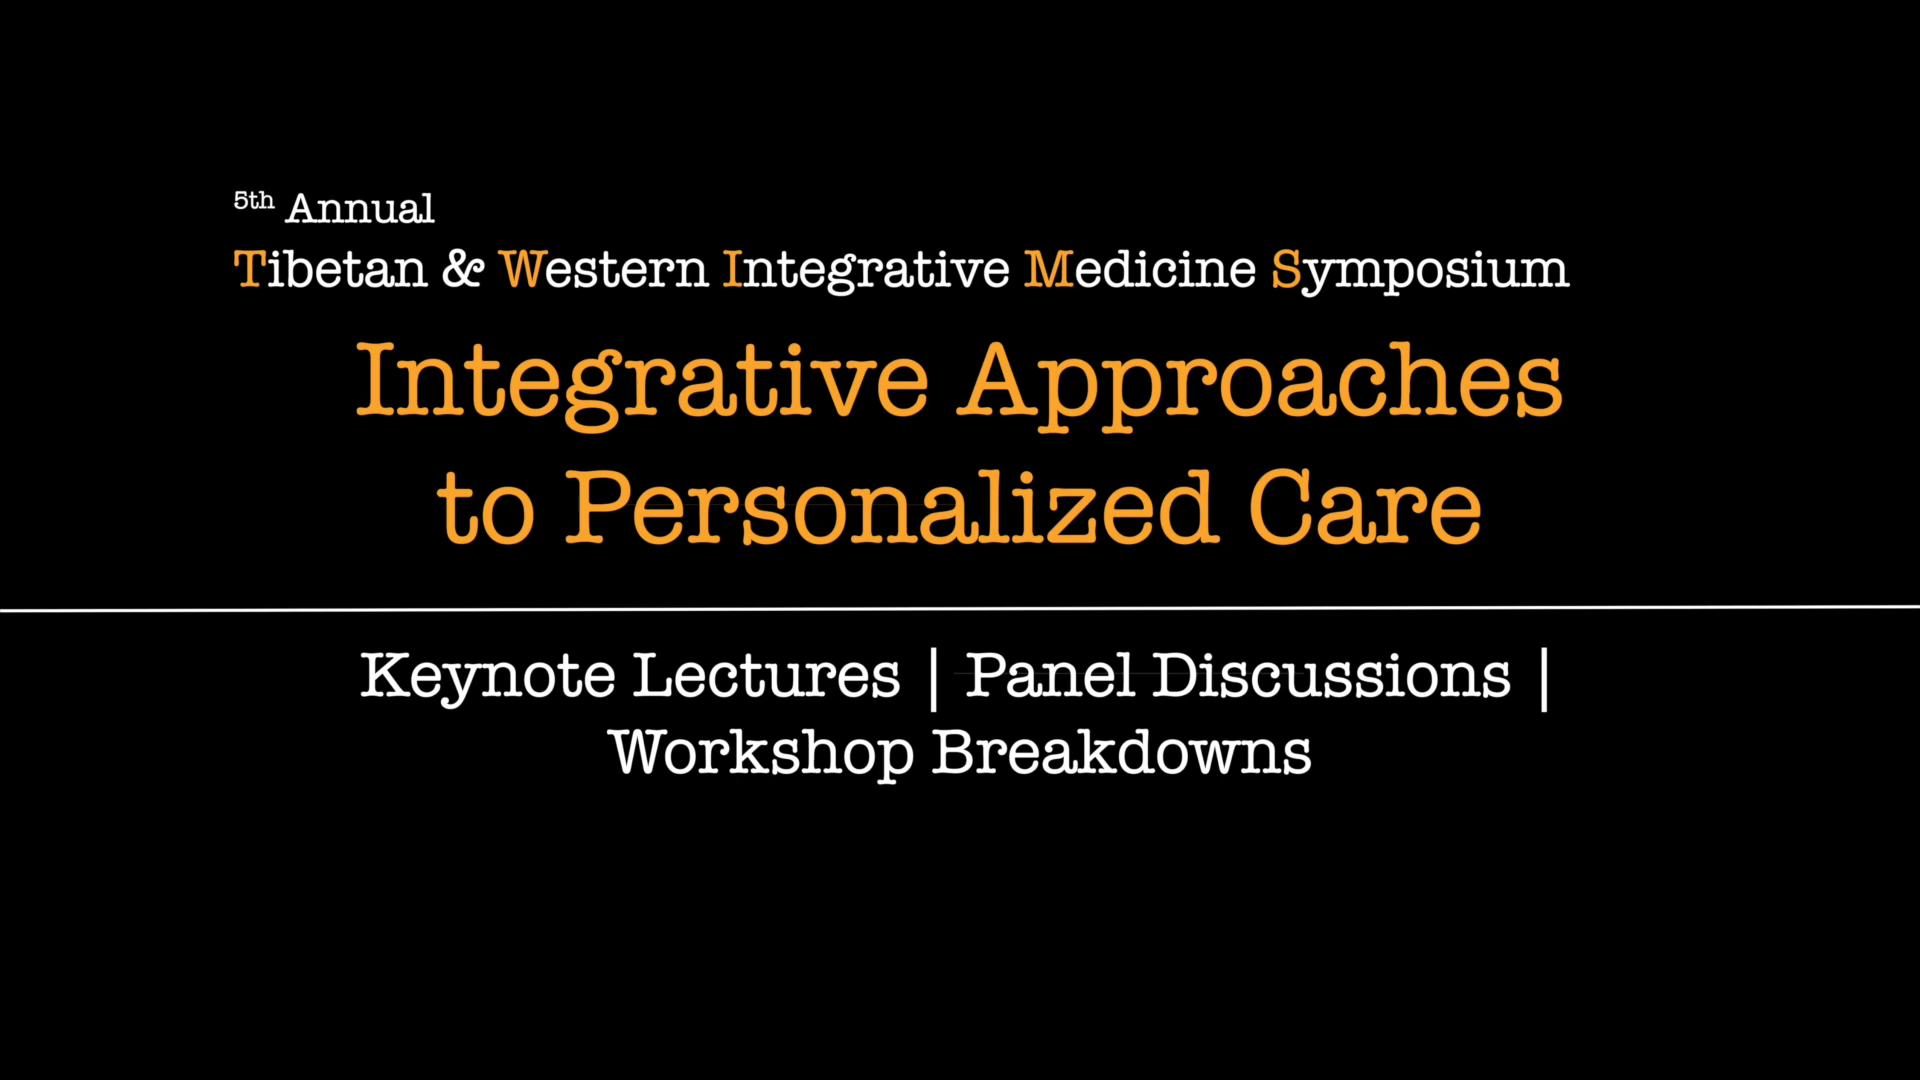 5th Annual
Tibetan & Western Integrative Medicine Symposium
Integrative Approaches
to Personalized Care
Keynote Lectures | Panel Discussions |
Workshop Breakdowns